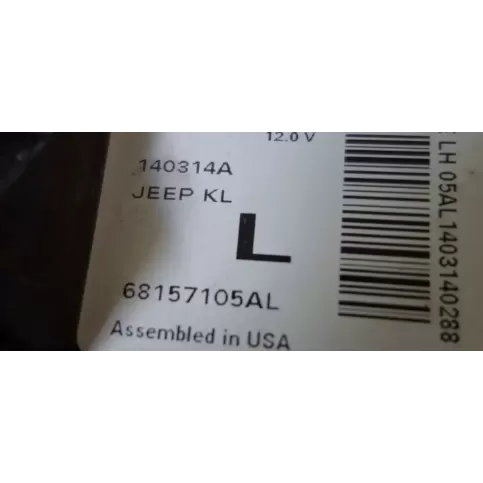 12.0 V
140314A
JEEP KL
L
68157105AL
Assembled in USA
LH 05AL1403140288